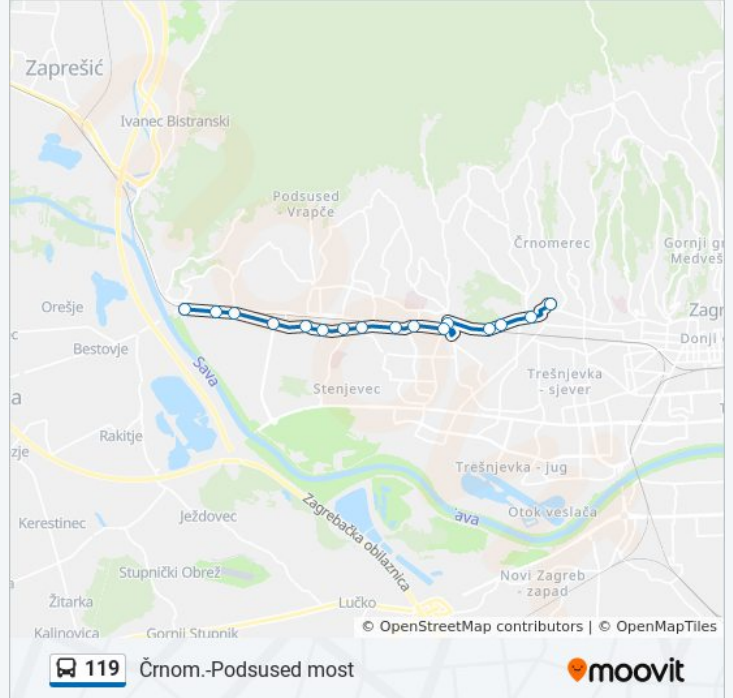 Zaprešić
Ivanec Bistranski
Podsused
- Vrapče
Črnomerec
Gornji gr
Medveš
Orešje
Zagr
Bestovje
Donji
Sava
Trešnjevka
- sjever
Stenjevec
Rakitje
Trešnjevka - jug
Kerestinec
Ježdovec
Zagrebačka obilaznica
ava
Otok veslača
Stupnički Obrež
Novi Zagreb
- zapad
Žitarka
Lučko
Kalinovica
Gornji Stupnik
© OpenStreetMap contributors | © OpenMapTiles
119 Črnom.-Podsused most
moovit